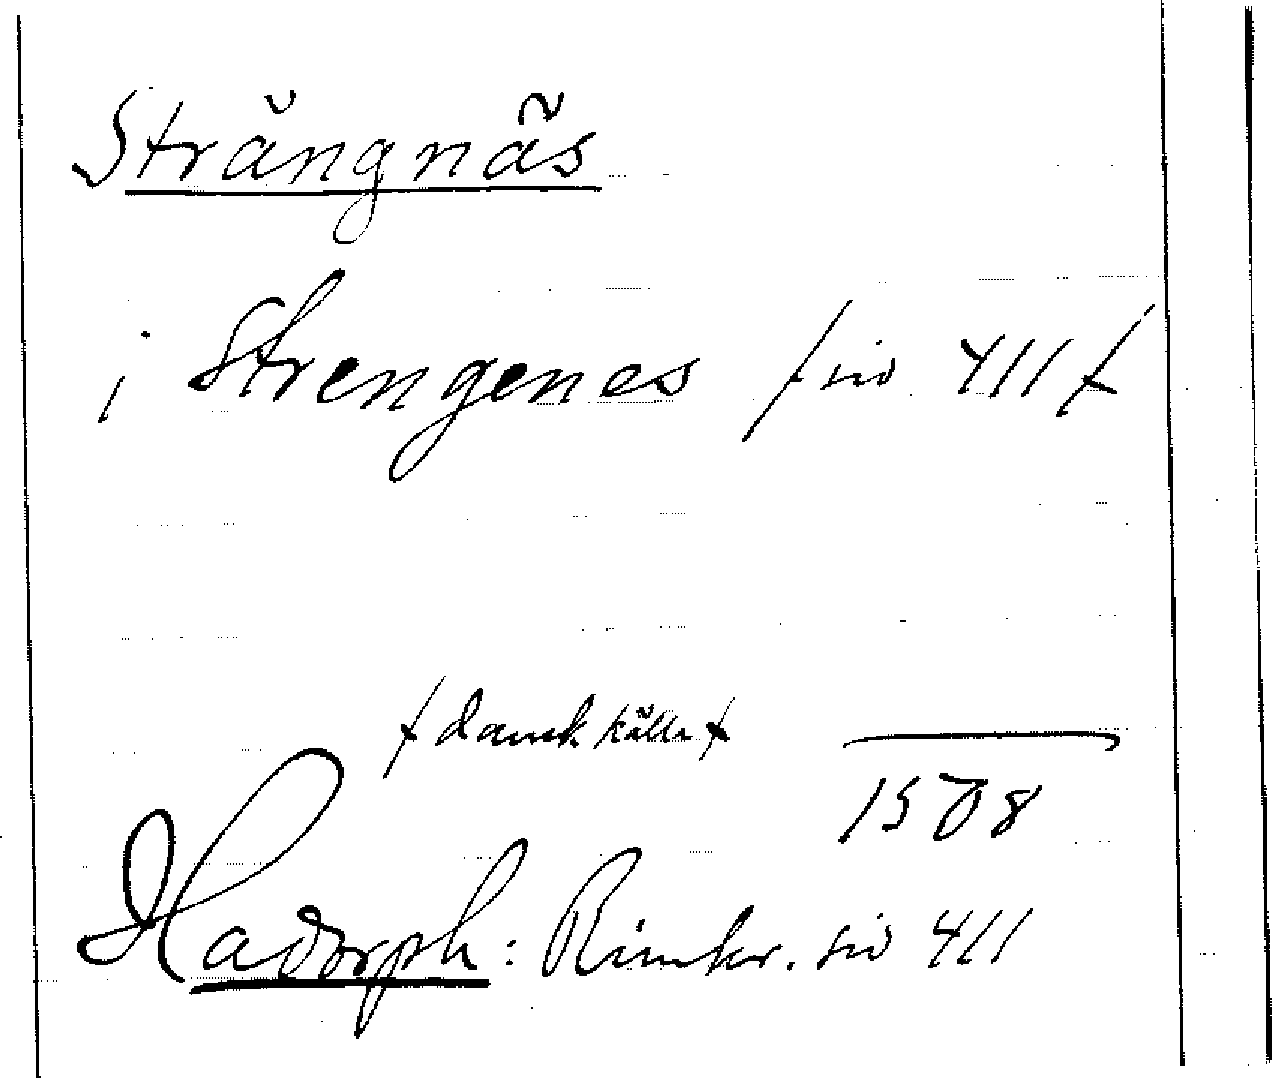 Strängnäs
i Strengenes /sid 411/
/dansk källa/
1508
Hadorph: Rimkr. sid 411